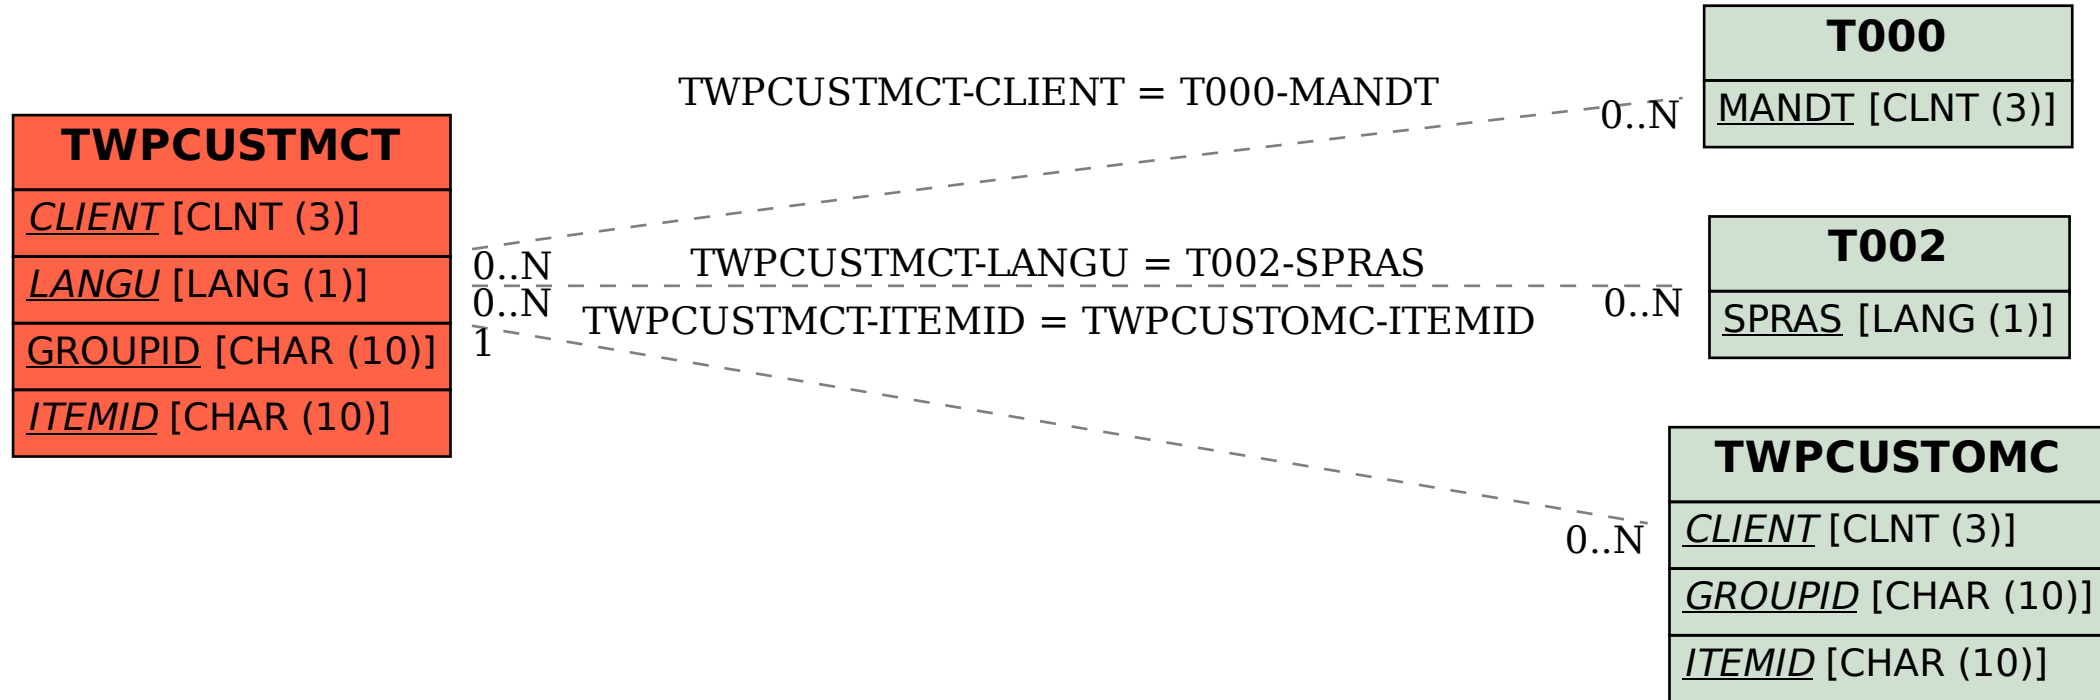 TWPCUSTMCT
CLIENT [CLNT (3)]
LANGU [LANG (1)]
GROUPID [CHAR (10)]
ITEMID [CHAR (10)]
TWPCUSTMCT-CLIENT = T000-MANDT
0..N
0..N
TWPCUSTMCT-LANGU = T002-SPRAS
0..N
0..N
TWPCUSTMCT-ITEMID = TWPCUSTOMC-ITEMID
1
0..N
T000
MANDT [CLNT (3)]
T002
SPRAS [LANG (1)]
TWPCUSTOMC
CLIENT [CLNT (3)]
GROUPID [CHAR (10)]
ITEMID [CHAR (10)]